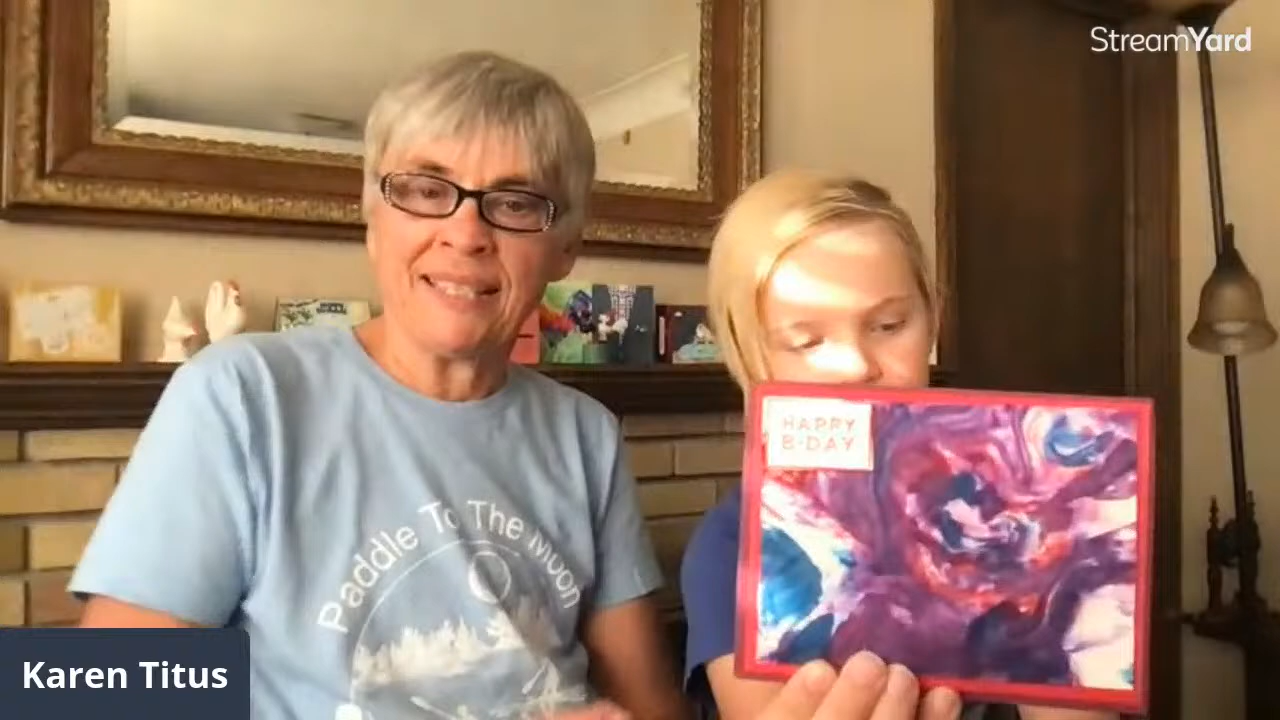 StreamYard
HAPPY
B-DAY
Paddle To The Moon
Karen Titus